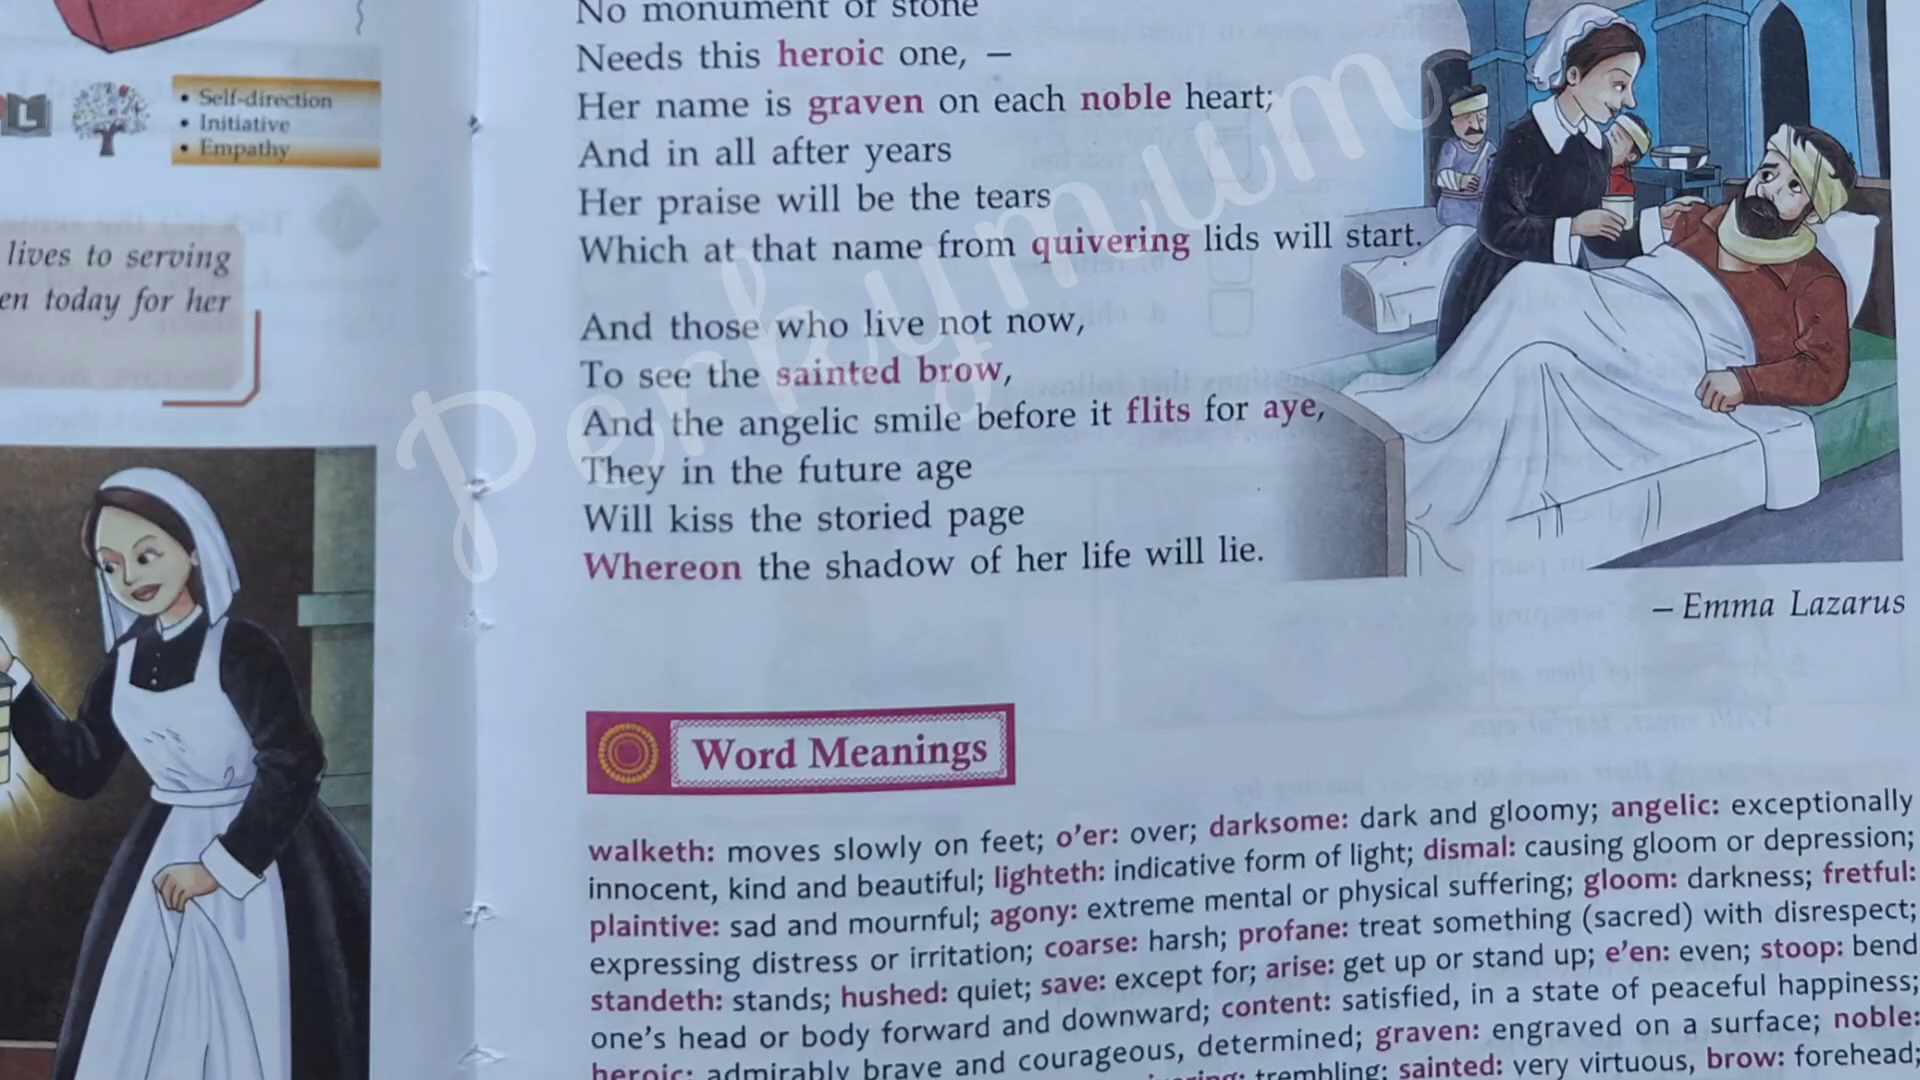 L
• Self-direction
• Initiative
• Empathy
lives to serving
en today for her
No monument of stone
Needs this heroic one, —
Her name is graven on each noble heart;
And in all after years
Her praise will be the tears
Which at that name from quivering lids will start.
And those who live not now,
To see the sainted brow,
And the angelic smile before it flits for aye,
They in the future age
Will kiss the storied page
Whereon the shadow of her life will lie.
– Emma Lazarus
Perkymum
Word Meanings
walketh: moves slowly on feet; o'er: over; darksome: dark and gloomy; angelic: exceptionally
innocent, kind and beautiful; lighteth: indicative form of light; dismal: causing gloom or depression;
plaintive: sad and mournful; agony: extreme mental or physical suffering; gloom: darkness; fretful:
expressing distress or irritation; coarse: harsh; profane: treat something (sacred) with disrespect;
standeth: stands; hushed: quiet; save: except for; arise: get up or stand up; e'en: even; stoop: bend
one's head or body forward and downward; content: satisfied, in a state of peaceful happiness;
heroic: admirably brave and courageous, determined; graven: engraved on a surface; noble:
trembling; sainted: very virtuous, brow: forehead;